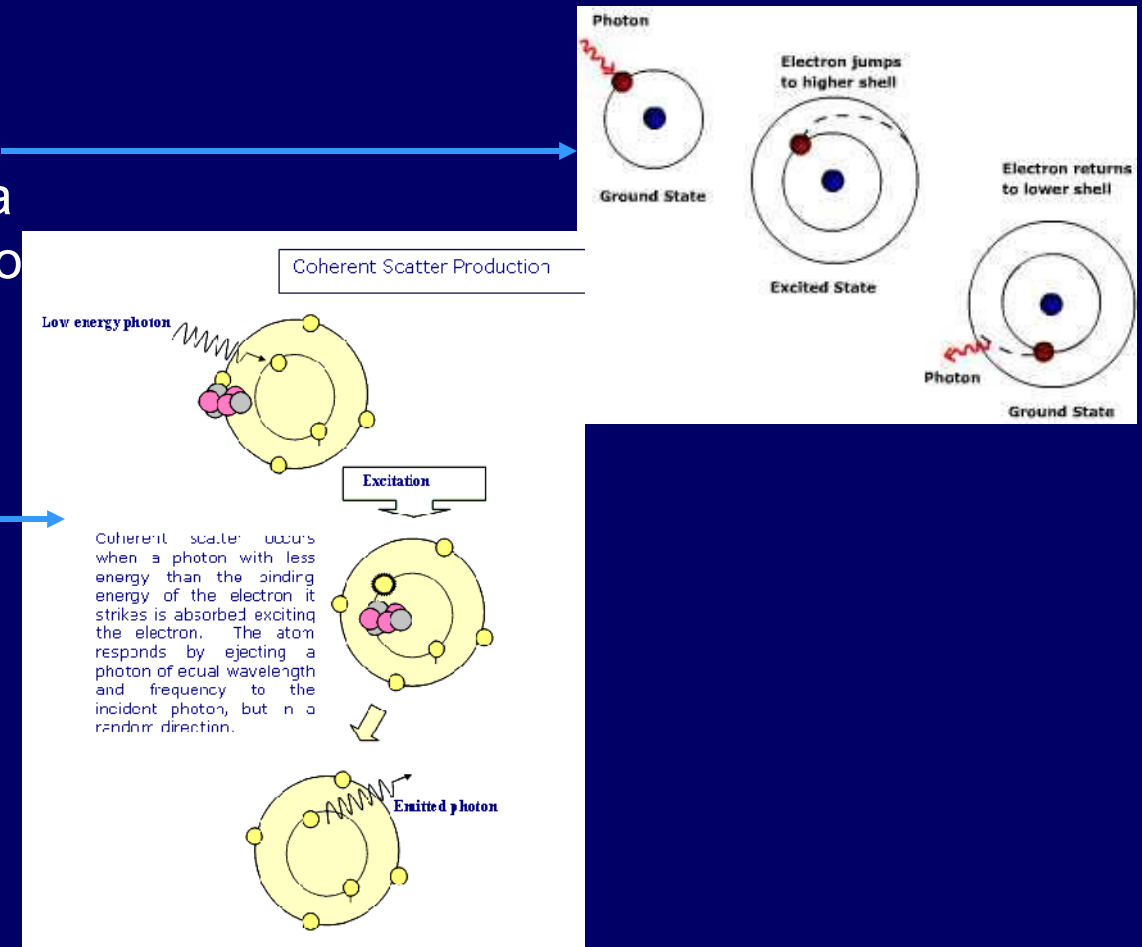 Photon
Electron jumps
to higher shell
Electron returns
to lower shell
Ground State
Excited State
Photon
Ground State
a
o
Coherent Scatter Production
Low energy photon
Excitation
Coherent scatter occurs
when a photon with less
energy than the binding
energy of the electron it
strikes is absorbed exciting
the electron. The atom
responds by ejecting a
photon of equal wavelength
and frequency to the
incident photon, but in a
random direction.
Emitted photon